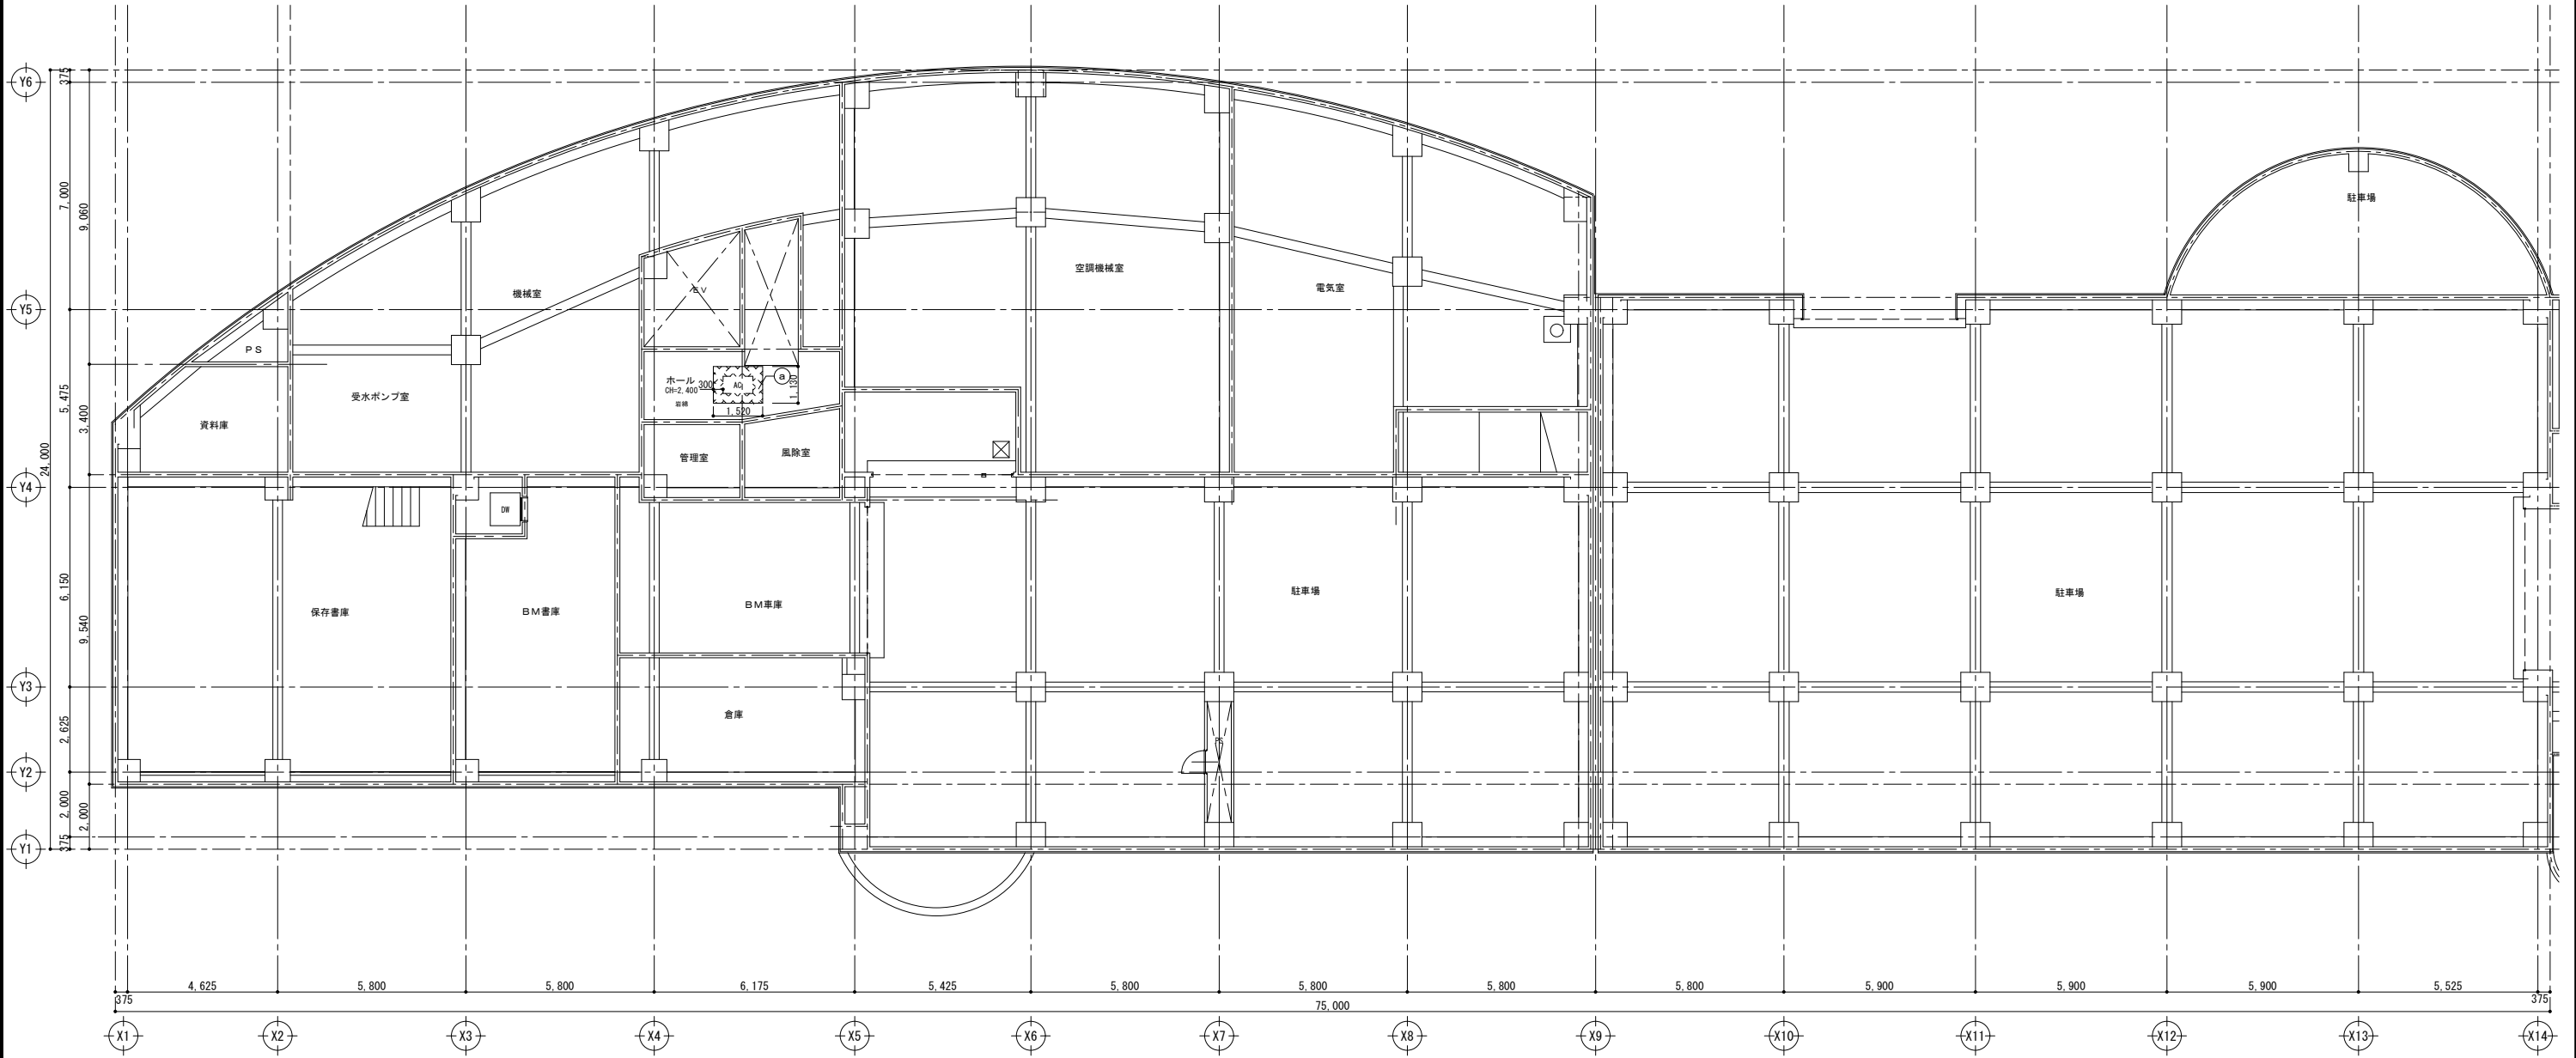 Y6
Y5
Y4
Y3
Y2
Y1
375
7,000
5,475
6,150
2,625
2,000
375
24,000
9,060
3,400
9,540
2,000
駐車場
空調機械室
電気室
機械室
EV
PS
ホール
CH=2,400
岩綿
300
AC
a
1,130
1,520
受水ポンプ室
資料庫
管理室
風除室
DW
保存書庫
BM書庫
BM車庫
駐車場
駐車場
倉庫
PS
4,625
5,800
5,800
6,175
5,425
5,800
5,800
5,800
5,800
5,900
5,900
5,900
5,525
375
75,000
375
X1
X2
X3
X4
X5
X6
X7
X8
X9
X10
X11
X12
X13
X14